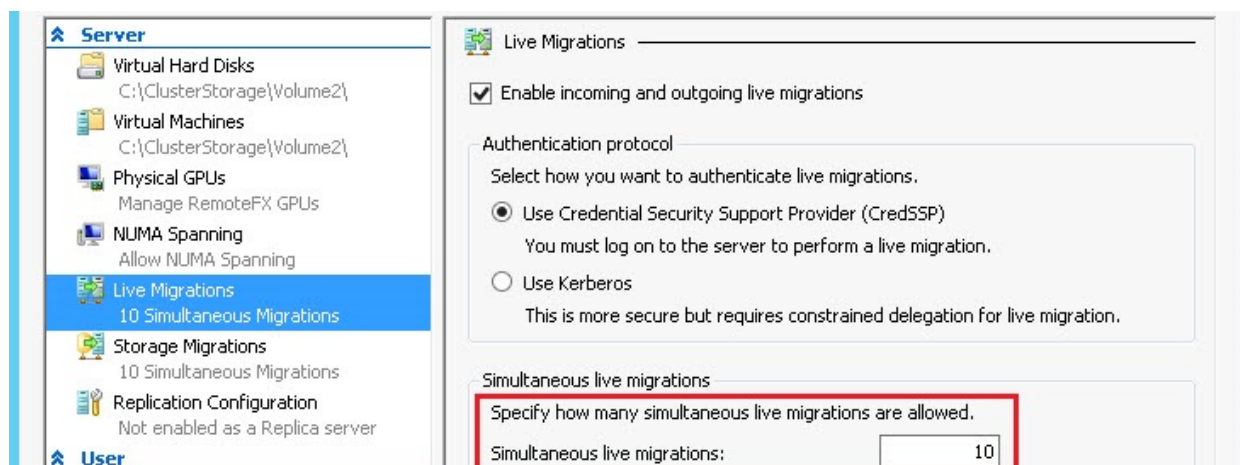 Server
Virtual Hard Disks
C:\ClusterStorage\Volume2\
Virtual Machines
C:\ClusterStorage\Volume2\
Physical GPUs
Manage RemoteFX GPUs
NUMA Spanning
Allow NUMA Spanning
Live Migrations
10 Simultaneous Migrations
Storage Migrations
10 Simultaneous Migrations
Replication Configuration
Not enabled as a Replica server
User
Live Migrations
Enable incoming and outgoing live migrations
Authentication protocol
Select how you want to authenticate live migrations.
Use Credential Security Support Provider (CredSSP)
You must log on to the server to perform a live migration.
Use Kerberos
This is more secure but requires constrained delegation for live migration.
Simultaneous live migrations
Specify how many simultaneous live migrations are allowed.
Simultaneous live migrations: 10